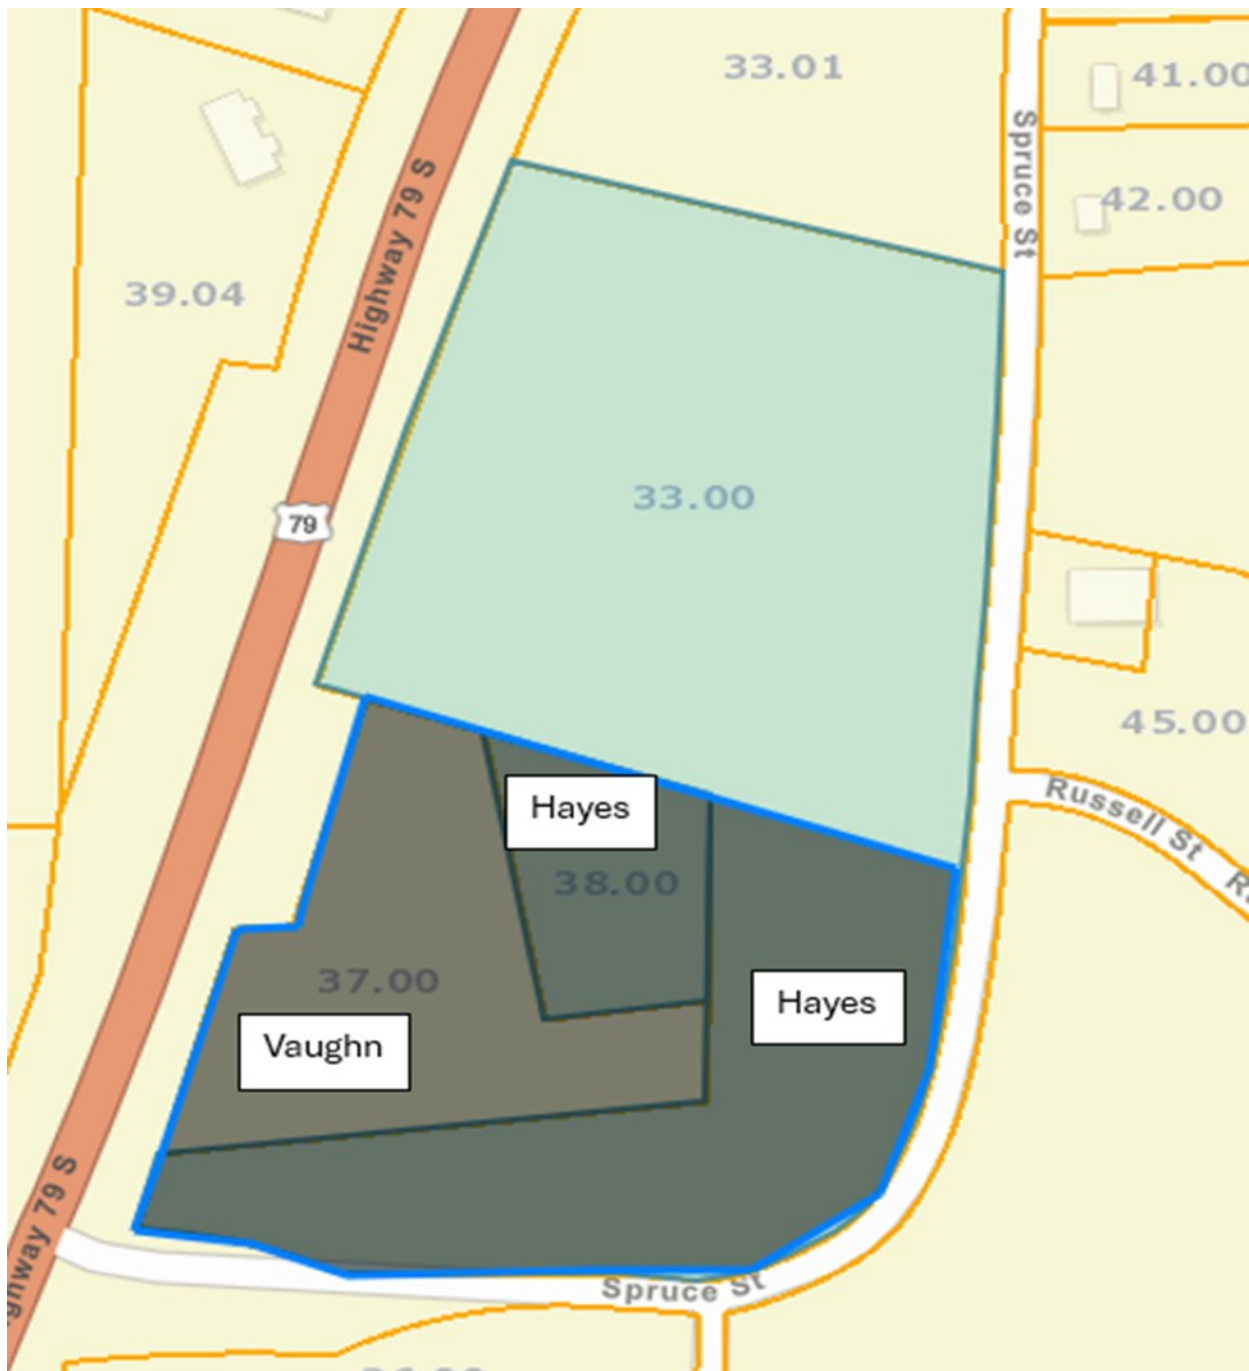 33.01
41.00
Spruce St
42.00
Highway 79 S
39.04
33.00
79
45.00
Russell St
Hayes
38.00
37.00
Hayes
Vaughn
Highway 79 S
Spruce St